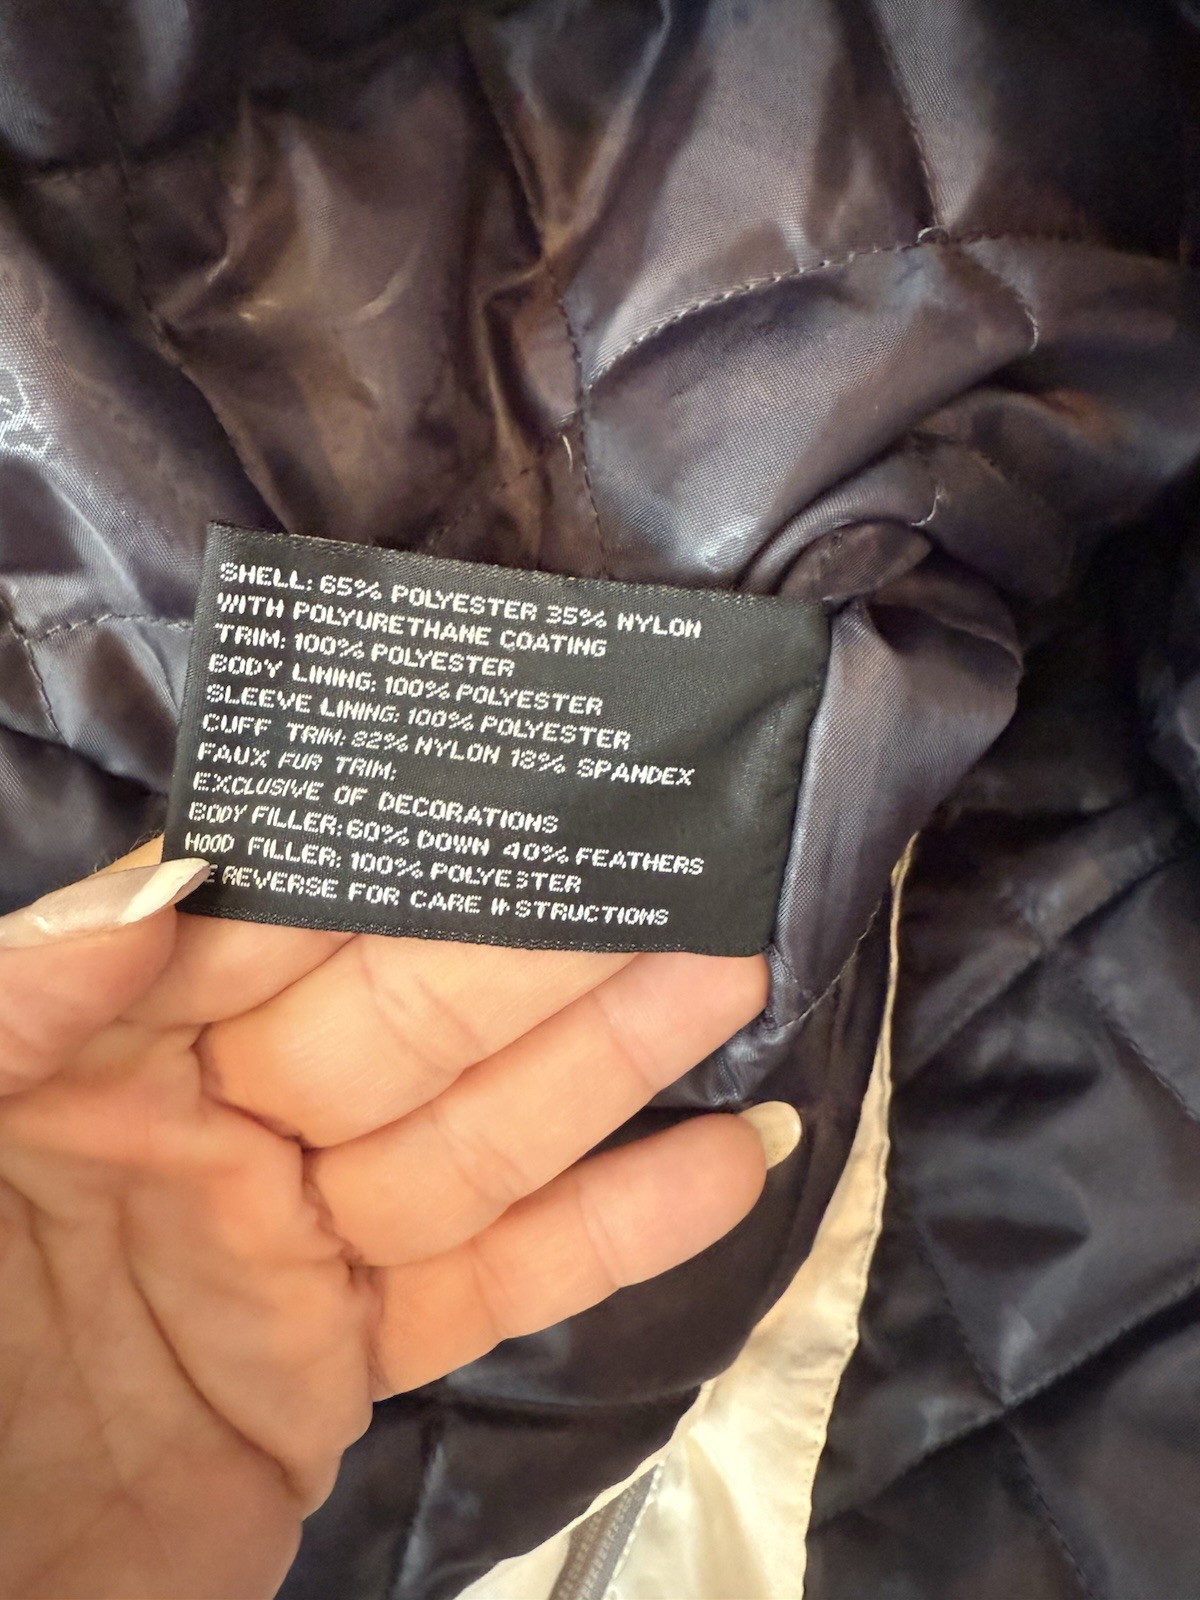 SHELL: 65% POLYESTER 35% NYLON
WITH POLYURETHANE COATING
TRIM: 100% POLYESTER
BODY LINING: 100% POLYESTER
SLEEVE LINING: 100% POLYESTER
CUFF TRIM: 82% NYLON 18% SPANDEX
FAUX FUR TRIM:
EXCLUSIVE OF DECORATIONS
BODY FILLER: 60% DOWN 40% FEATHERS
HOOD FILLER: 100% POLYESTER
E REVERSE FOR CARE INSTRUCTIONS